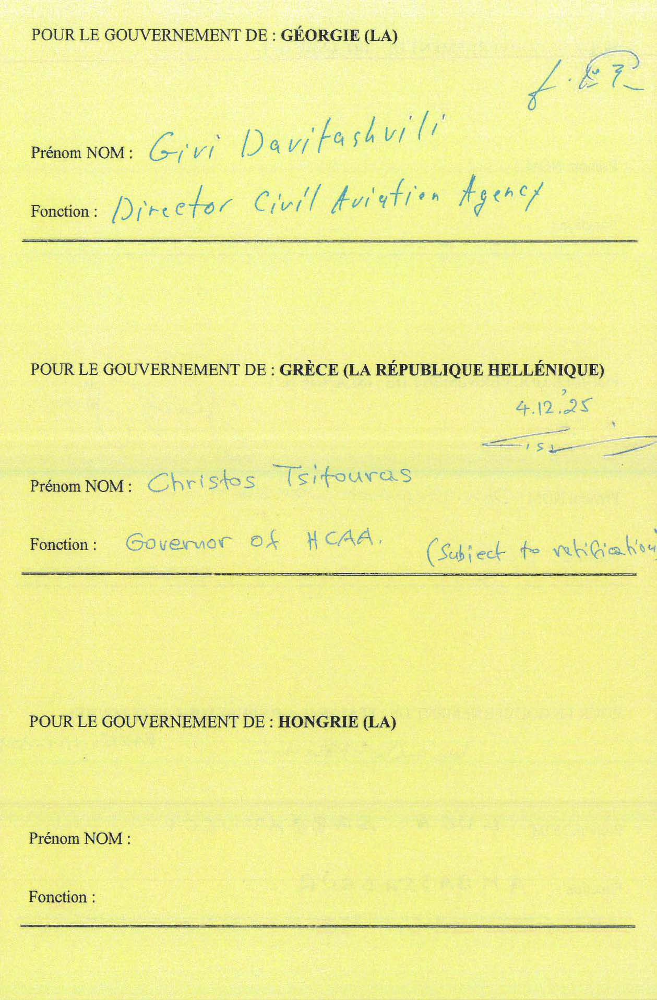 POUR LE GOUVERNEMENT DE : GÉORGIE (LA)
Prénom NOM : Givi Davitashvili
Fonction : Director Civil Aviation Agency
POUR LE GOUVERNEMENT DE : GRÈCE (LA RÉPUBLIQUE HELLÉNIQUE)
4.12.'25
Prénom NOM : Christos Tsitouras
Fonction : Governor of HCAA. (Subject to ratification)
POUR LE GOUVERNEMENT DE : HONGRIE (LA)
Prénom NOM :
Fonction :